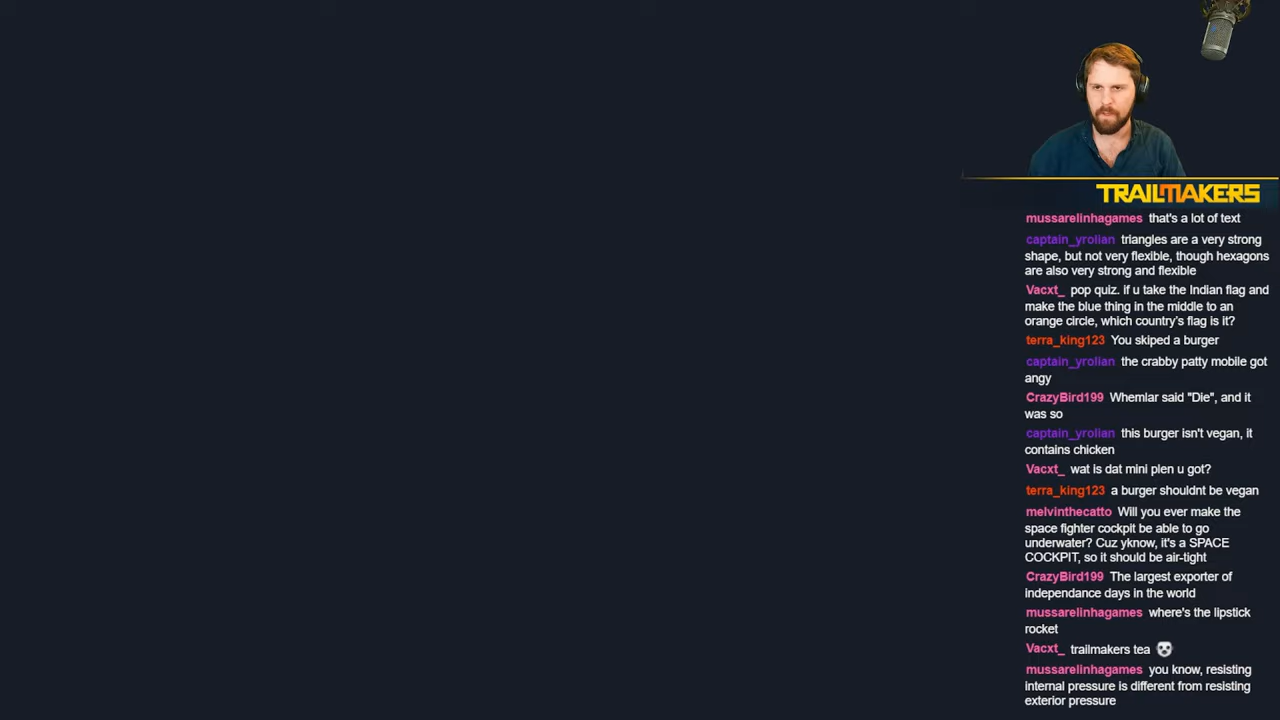 TRAILMAKERS
mussarelinhagames that's a lot of text
captain_yrolian triangles are a very strong
shape, but not very flexible, though hexagons
are also very strong and flexible
Vacxt_ pop quiz. if u take the Indian flag and
make the blue thing in the middle to an
orange circle, which country's flag is it?
terra_king123 You skiped a burger
captain_yrolian the crabby patty mobile got
angy
CrazyBird199 Whemlar said "Die", and it
was so
captain_yrolian this burger isn't vegan, it
contains chicken
Vacxt_ wat is dat mini plen u got?
terra_king123 a burger shouldnt be vegan
melvinthecatto Will you ever make the
space fighter cockpit be able to go
underwater? Cuz yknow, it's a SPACE
COCKPIT, so it should be air-tight
CrazyBird199 The largest exporter of
independance days in the world
mussarelinhagames where's the lipstick
rocket
Vacxt_ trailmakers tea
mussarelinhagames you know, resisting
internal pressure is different from resisting
exterior pressure